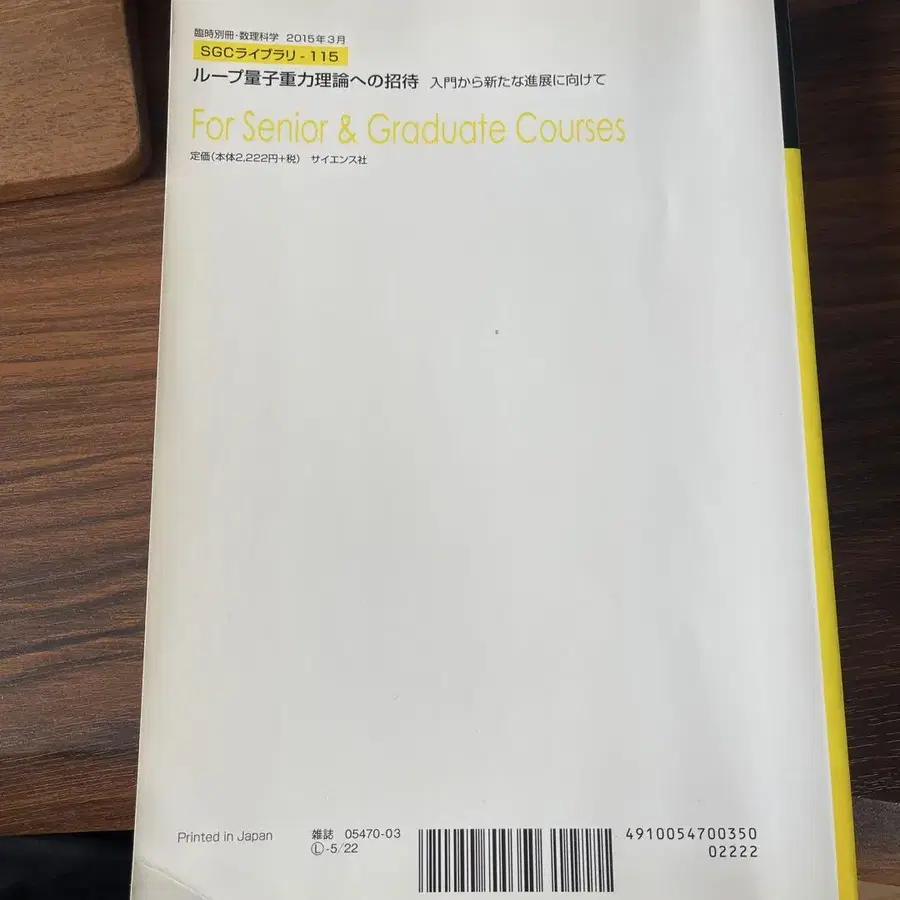 臨時別冊・数理科学 2015年3月
SGCライブラリ - 115
ループ量子重力理論への招待 入門から新たな進展に向けて
For Senior & Graduate Courses
定価(本体2,222円+税) サイエンス社
Printed in Japan
雑誌 05470-03
Ⓛ-5/22
4910054700350
02222